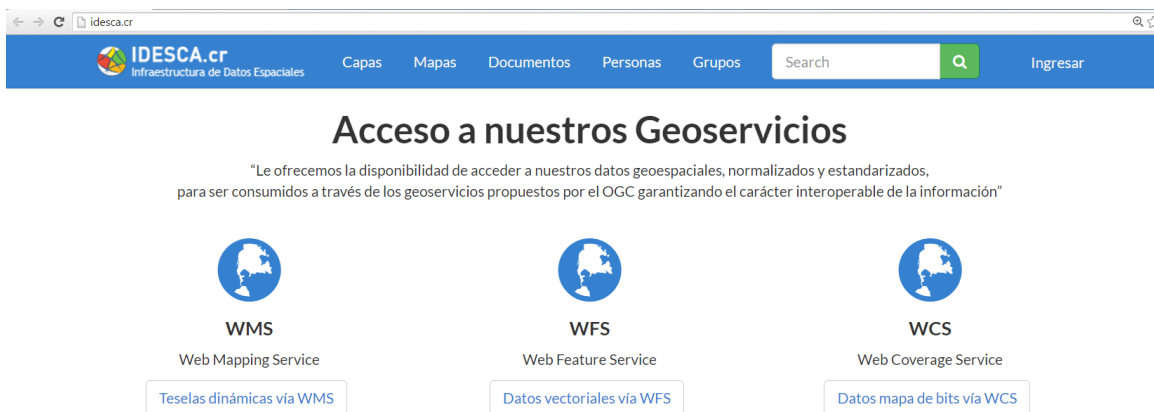 idesca.cr
IDESCA.cr
Infraestructura de Datos Espaciales
Capas Mapas Documentos Personas Grupos Search Ingresar
Acceso a nuestros Geoservicios
“Le ofrecemos la disponibilidad de acceder a nuestros datos geoespaciales, normalizados y estandarizados,
para ser consumidos a través de los geoservicios propuestos por el OGC garantizando el carácter interoperable de la información”
WMS WFS WCS
Web Mapping Service Web Feature Service Web Coverage Service
Teselas dinámicas vía WMS Datos vectoriales vía WFS Datos mapa de bits vía WCS